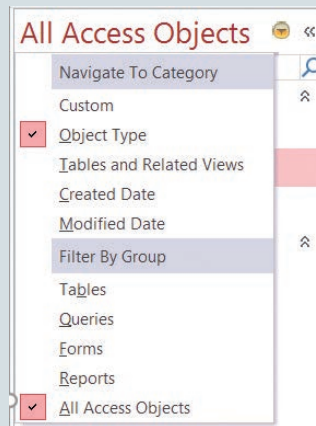 All Access Objects
Navigate To Category
Custom
Object Type
Tables and Related Views
Created Date
Modified Date
Filter By Group
Tables
Queries
Forms
Reports
All Access Objects